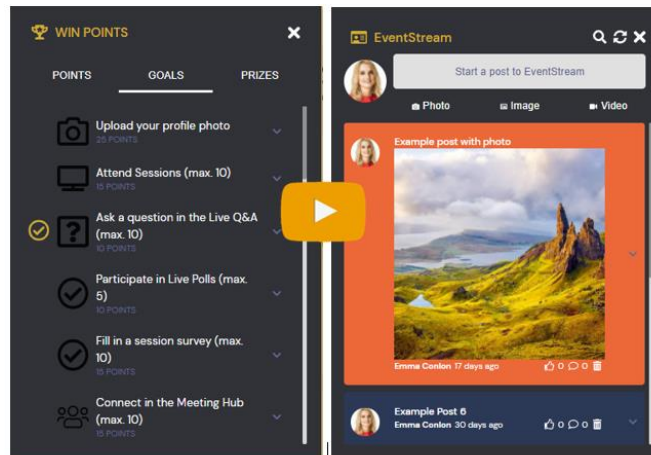 WIN POINTS
POINTS GOALS PRIZES
Upload your profile photo
25 POINTS
Attend Sessions (max. 10)
15 POINTS
Ask a question in the Live Q&A
(max. 10)
10 POINTS
Participate in Live Polls (max.
5)
10 POINTS
Fill in a session survey (max.
10)
15 POINTS
Connect in the Meeting Hub
(max. 10)
15 POINTS
EventStream
Start a post to EventStream
Photo Image Video
Example post with photo
Emma Conlon 17 days ago 0 0
Example Post 6
Emma Conlon 30 days ago 0 0